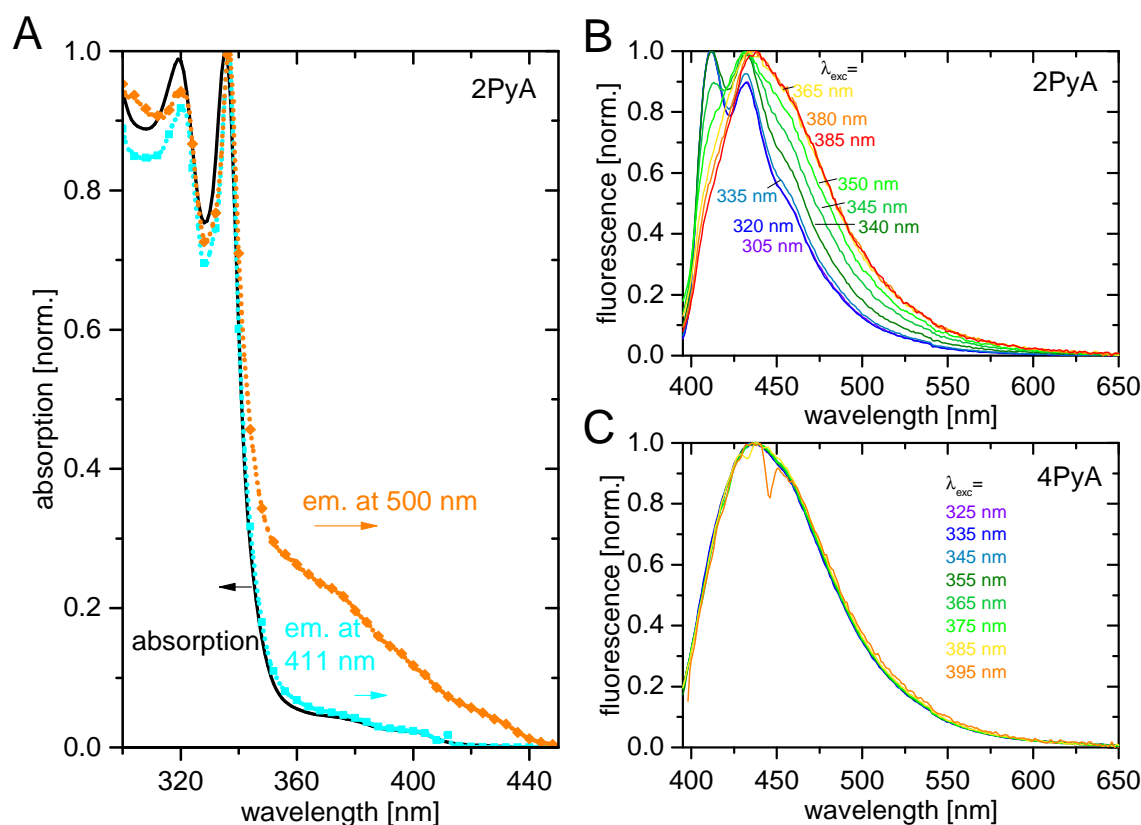 A
2PyA
1.0
0.8
0.6
0.4
0.2
0.0
absorption [norm.]
em. at 500 nm
em. at
411 nm
absorption
320
360
400
440
wavelength [nm]
B
2PyA
λexc=
365 nm
380 nm
385 nm
350 nm
345 nm
340 nm
335 nm
320 nm
305 nm
1.0
0.8
0.6
0.4
0.2
0.0
fluorescence [norm.]
400
450
500
550
600
650
wavelength [nm]
C
4PyA
λexc=
325 nm
335 nm
345 nm
355 nm
365 nm
375 nm
385 nm
395 nm
1.0
0.8
0.6
0.4
0.2
0.0
fluorescence [norm.]
400
450
500
550
600
650
wavelength [nm]